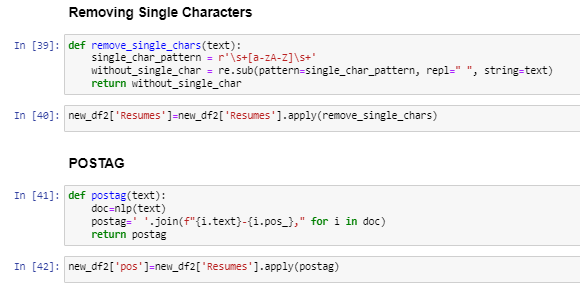 Removing Single Characters
In [39]: def remove_single_chars(text):
    single_char_pattern = r'\s+[a-zA-Z]\s+'
    without_single_char = re.sub(pattern=single_char_pattern, repl=" ", string=text)
    return without_single_char
In [40]: new_df2['Resumes']=new_df2['Resumes'].apply(remove_single_chars)
POSTAG
In [41]: def postag(text):
    doc=nlp(text)
    postag=' '.join(f"{i.text}-{i.pos_}," for i in doc)
    return postag
In [42]: new_df2['pos']=new_df2['Resumes'].apply(postag)